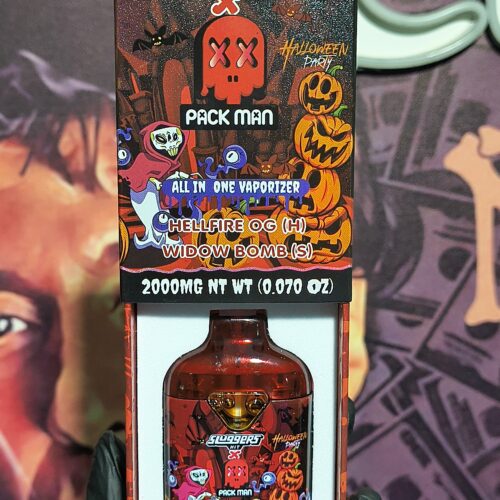 HALLOWEEN
PARTY
PACK MAN
ALL IN ONE VAPORIZER
HELLFIRE OG (H)
WIDOW BOMB (S)
2000MG NT WT (0.070 OZ)
SLUGGERS
HIT
HALLOWEEN
PARTY
PACK MAN